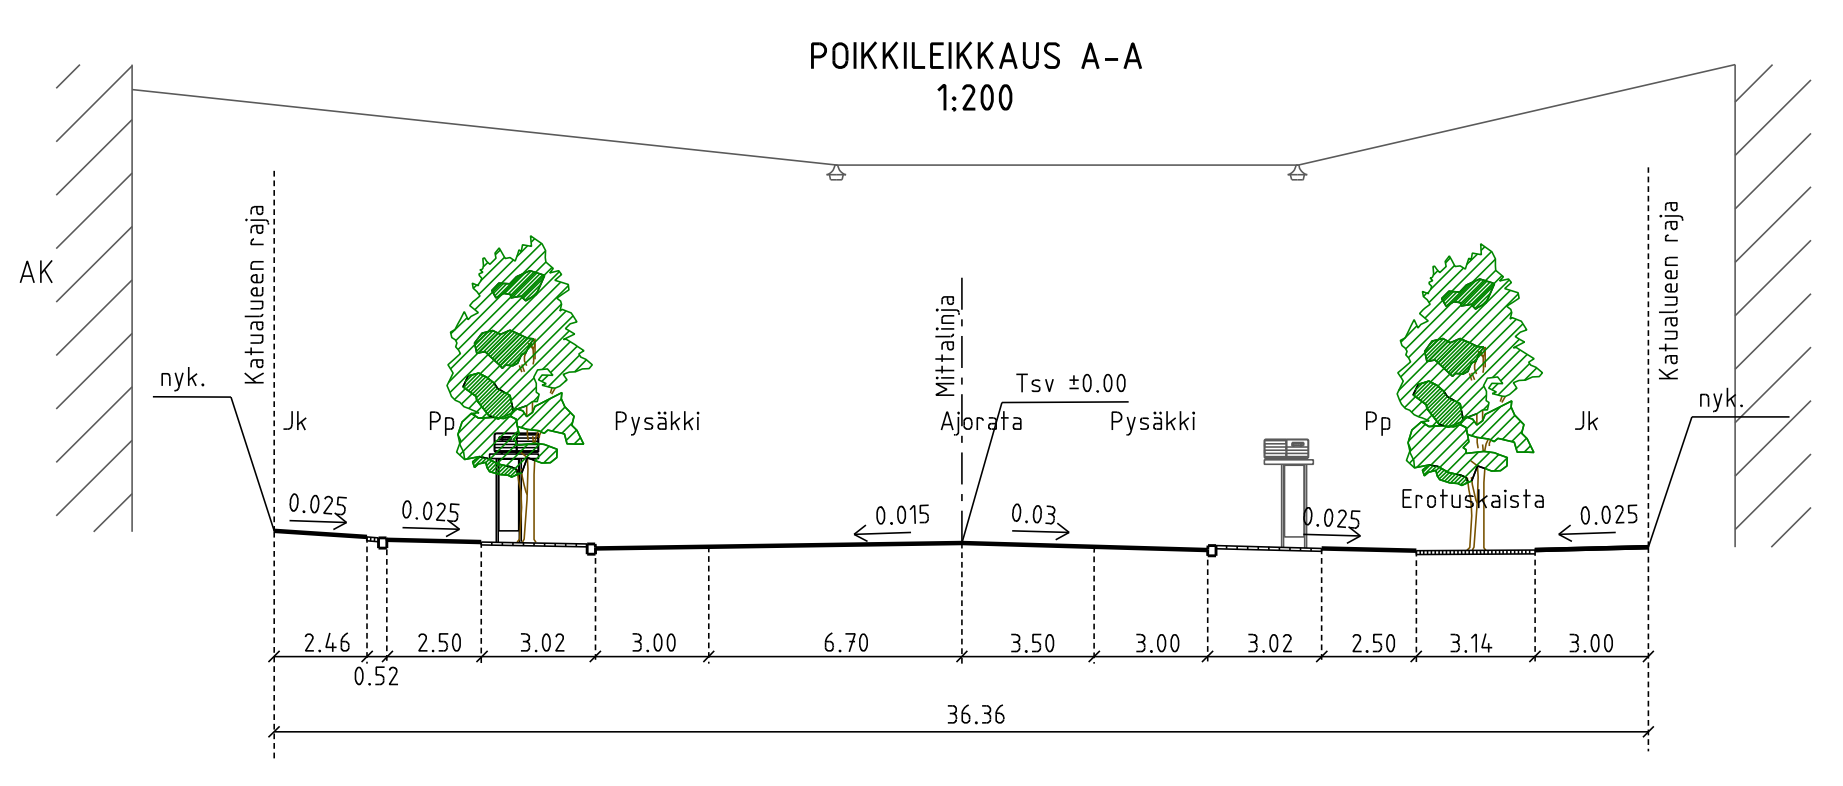 POIKKILEIKKAUS A-A
1:200
AK
Katualueen raja
Mittalinja
Katualueen raja
nyk.
Tsv ±0.00
nyk.
Jk
Pp
Pysäkki
Ajorata
Pysäkki
Pp
Jk
Erotuskaista
0.025
0.025
0.015
0.03
0.025
0.025
2.46
2.50
3.02
3.00
6.70
3.50
3.00
3.02
2.50
3.14
3.00
0.52
36.36